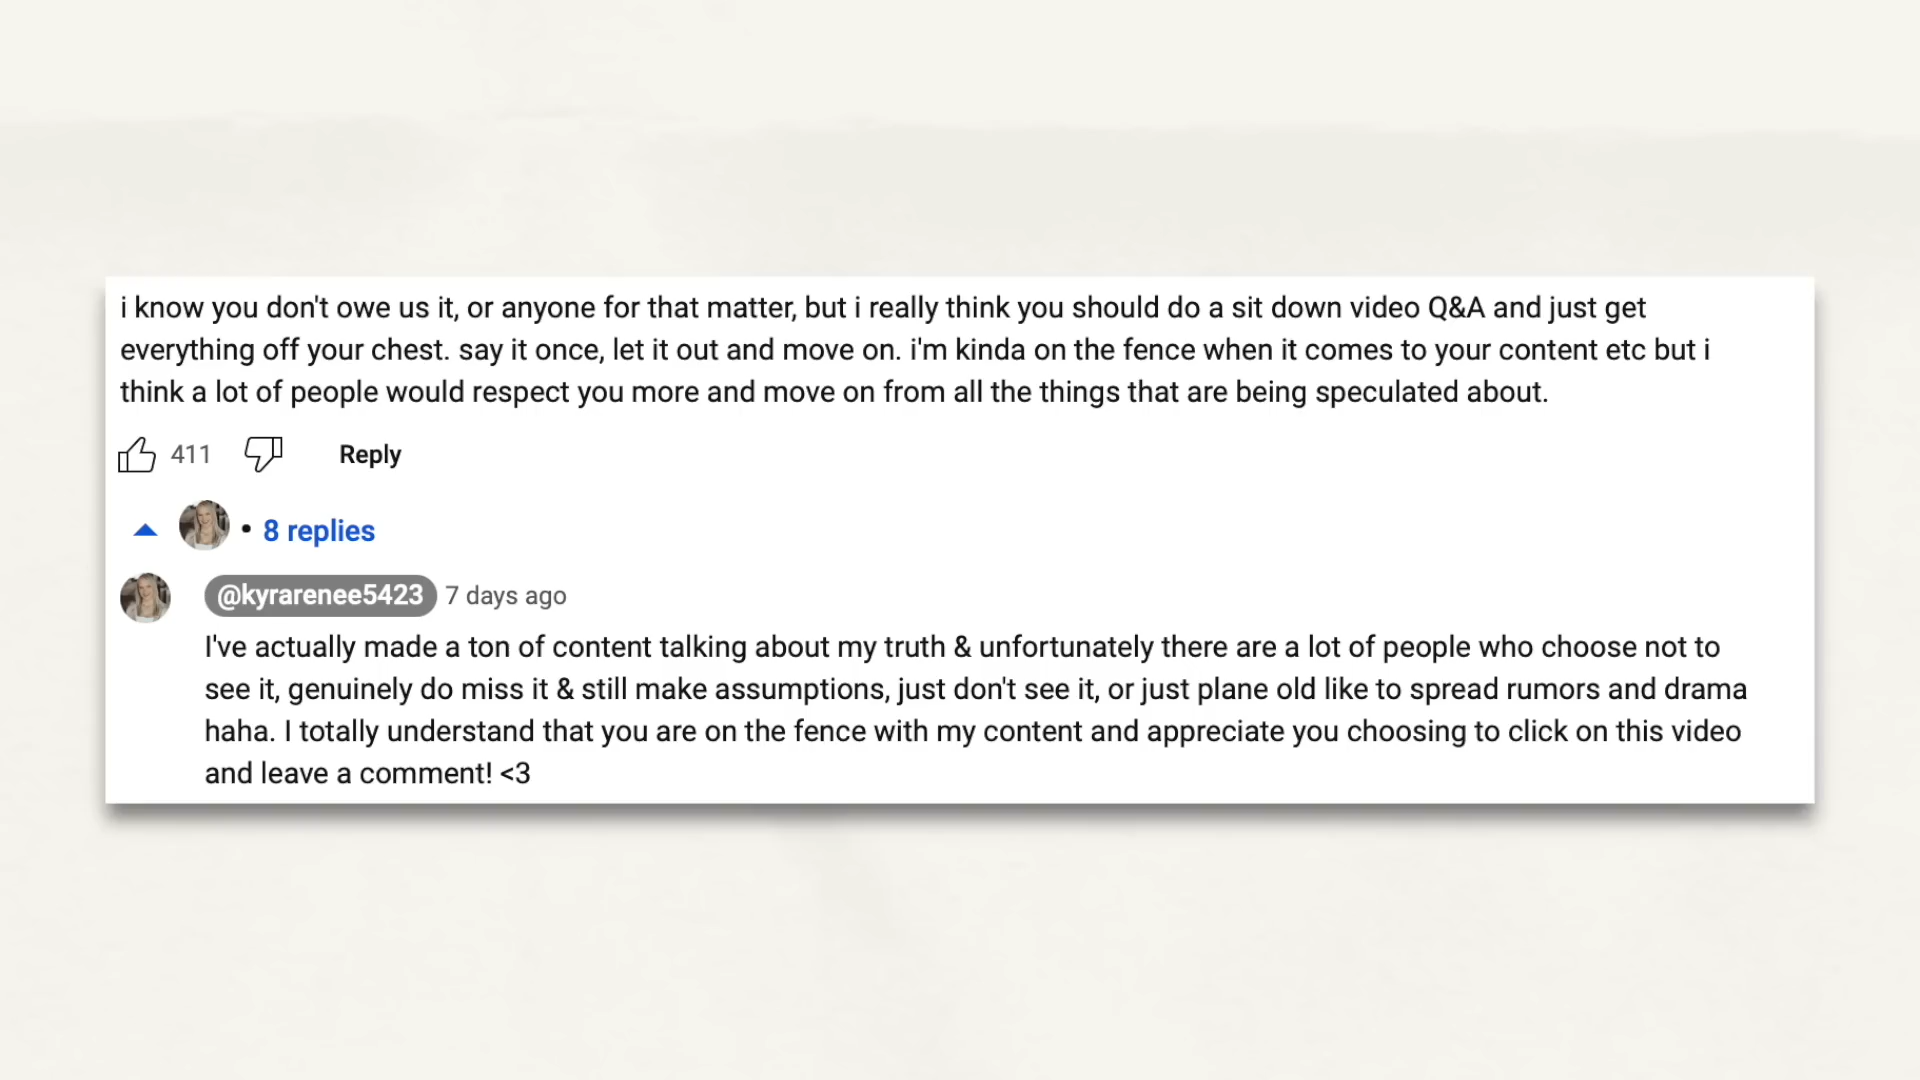 i know you don't owe us it, or anyone for that matter, but i really think you should do a sit down video Q&A and just get
everything off your chest. say it once, let it out and move on. i'm kinda on the fence when it comes to your content etc but i
think a lot of people would respect you more and move on from all the things that are being speculated about.
411 Reply
• 8 replies
@kyrarenee5423 7 days ago
I've actually made a ton of content talking about my truth & unfortunately there are a lot of people who choose not to
see it, genuinely do miss it & still make assumptions, just don't see it, or just plane old like to spread rumors and drama
haha. I totally understand that you are on the fence with my content and appreciate you choosing to click on this video
and leave a comment! <3